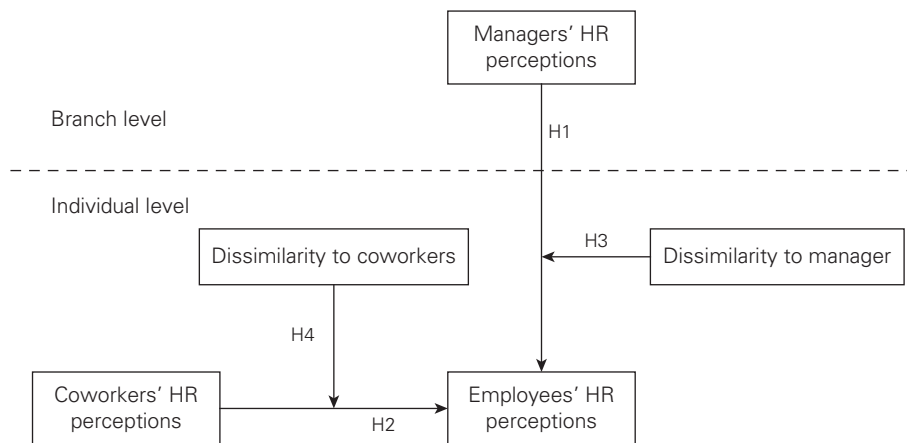 Managers’ HR
perceptions
Branch level
H1
Individual level
Dissimilarity to coworkers
H3
Dissimilarity to manager
H4
Coworkers’ HR
perceptions
H2
Employees’ HR
perceptions